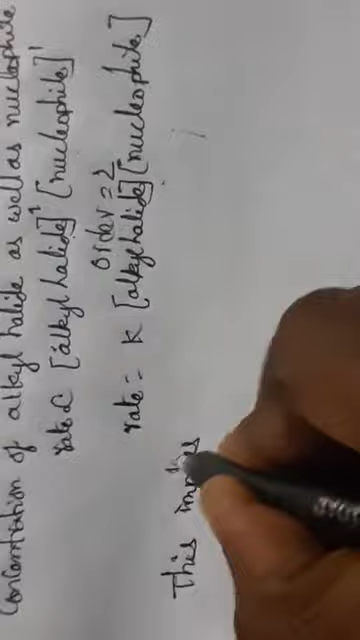 Concentration of alkyl halide as well as nucleophile
rate ∝ [alkyl halide]¹ [nucleophile]¹
order = 2
rate = K [alkyl halide] [nucleophile]
This implies